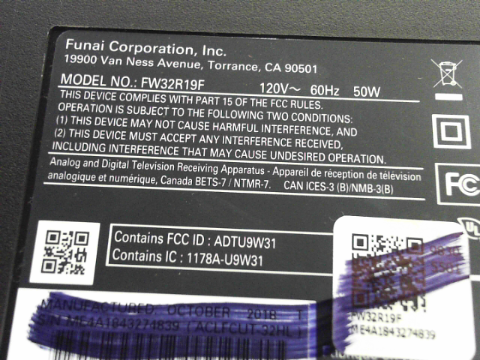 Funai Corporation, Inc.
19900 Van Ness Avenue, Torrance, CA 90501
MODEL NO.: FW32R19F 120V~ 60Hz 50W
THIS DEVICE COMPLIES WITH PART 15 OF THE FCC RULES.
OPERATION IS SUBJECT TO THE FOLLOWING TWO CONDITIONS:
(1) THIS DEVICE MAY NOT CAUSE HARMFUL INTERFERENCE, AND
(2) THIS DEVICE MUST ACCEPT ANY INTERFERENCE RECEIVED,
INCLUDING INTERFERENCE THAT MAY CAUSE UNDESIRED OPERATION.
Analog and Digital Television Receiving Apparatus - Appareil de réception de télévision
analogique et numérique, Canada BETS-7 / NTMR-7. CAN ICES-3 (B)/NMB-3(B)
FC
UL
Contains FCC ID : ADTU9W31
Contains IC : 1178A-U9W31
MANUFACTURED, OCTOBER 2018 T
S/N ME4A1843274839 (ACLFCUT 32HL)
FW32R19F
ME4A1843274839